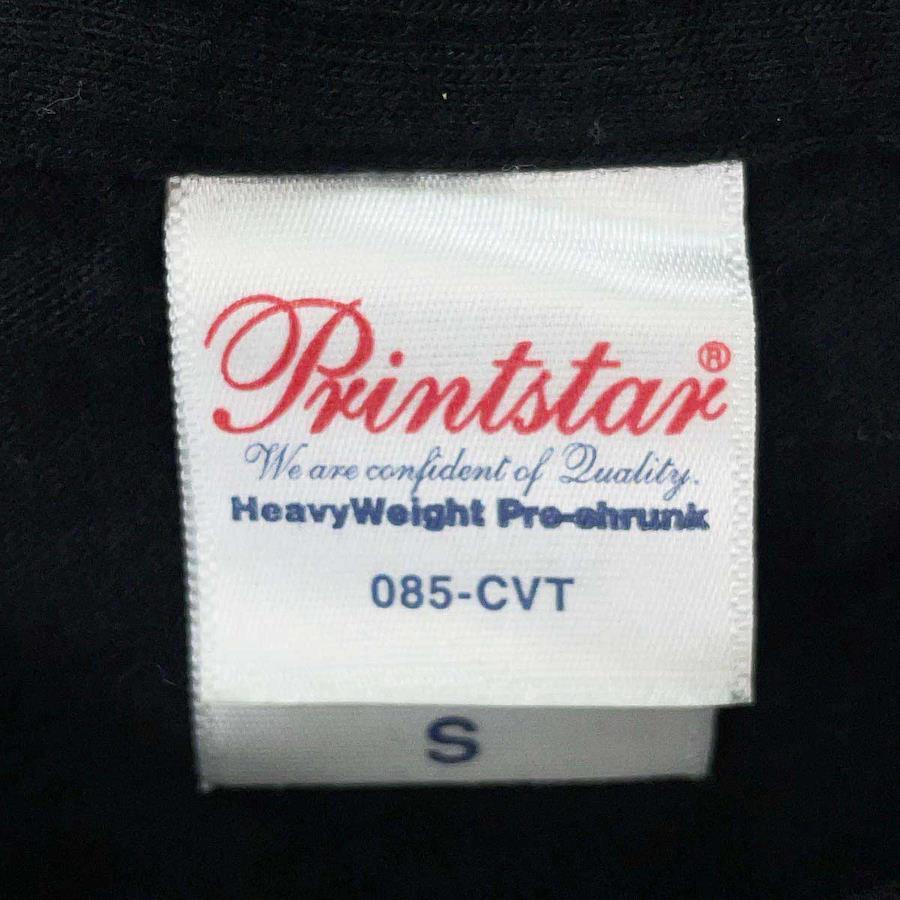 Printstar®
We are confident of Quality.
HeavyWeight Pre-shrunk
085-CVT
S